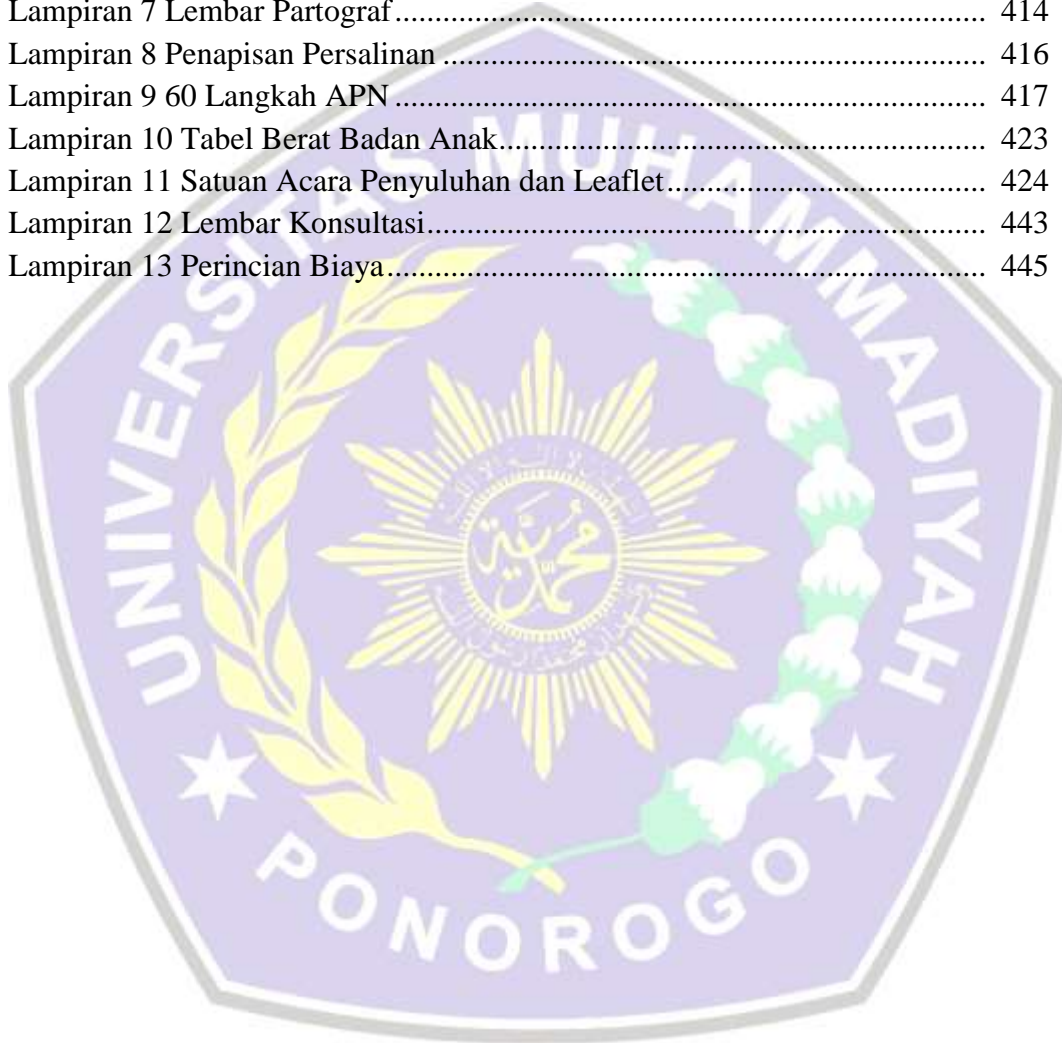 Lampiran 7 Lembar Partograf.......................................................................... 414
Lampiran 8 Penapisan Persalinan .................................................................... 416
Lampiran 9 60 Langkah APN.......................................................................... 417
Lampiran 10 Tabel Berat Badan Anak............................................................. 423
Lampiran 11 Satuan Acara Penyuluhan dan Leaflet........................................ 424
Lampiran 12 Lembar Konsultasi...................................................................... 443
Lampiran 13 Perincian Biaya........................................................................... 445
UNIVERSITAS MUHAMMADIYAH
محمدية
PONOROGO